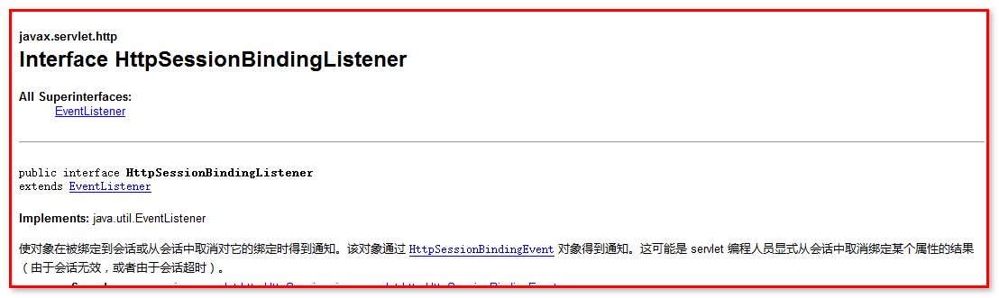 javax.servlet.http
Interface HttpSessionBindingListener
All Superinterfaces:
EventListener
public interface HttpSessionBindingListener
extends EventListener
Implements: java.util.EventListener
使对象在被绑定到会话或从会话中取消对它的绑定时得到通知。该对象通过 HttpSessionBindingEvent 对象得到通知。这可能是 servlet 编程人员显式从会话中取消绑定某个属性的结果
（由于会话无效，或者由于会话超时）。